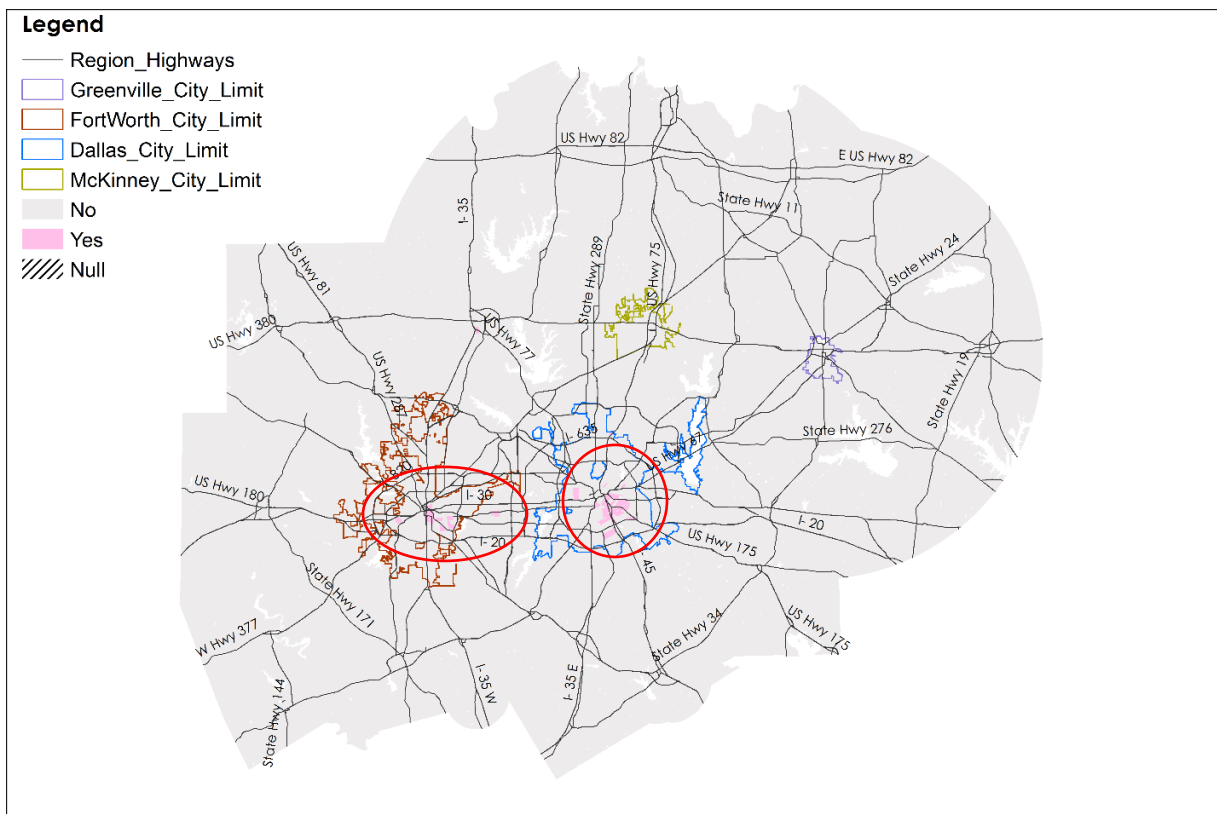 Legend
Region_Highways
Greenville_City_Limit
FortWorth_City_Limit
Dallas_City_Limit
McKinney_City_Limit
No
Yes
Null
US Hwy 82
E US Hwy 82
State Hwy 11
I- 35
State Hwy 289
US Hwy 75
State Hwy 24
US Hwy 81
US Hwy 380
US Hwy 77
US Hwy 287
State Hwy 19
I- 635
US Hwy 67
State Hwy 276
US Hwy 180
I- 30
I- 20
I- 20
US Hwy 175
State Hwy 171
W Hwy 377
State Hwy 34
US Hwy 175
I- 35 W
I- 35 E
State Hwy 144